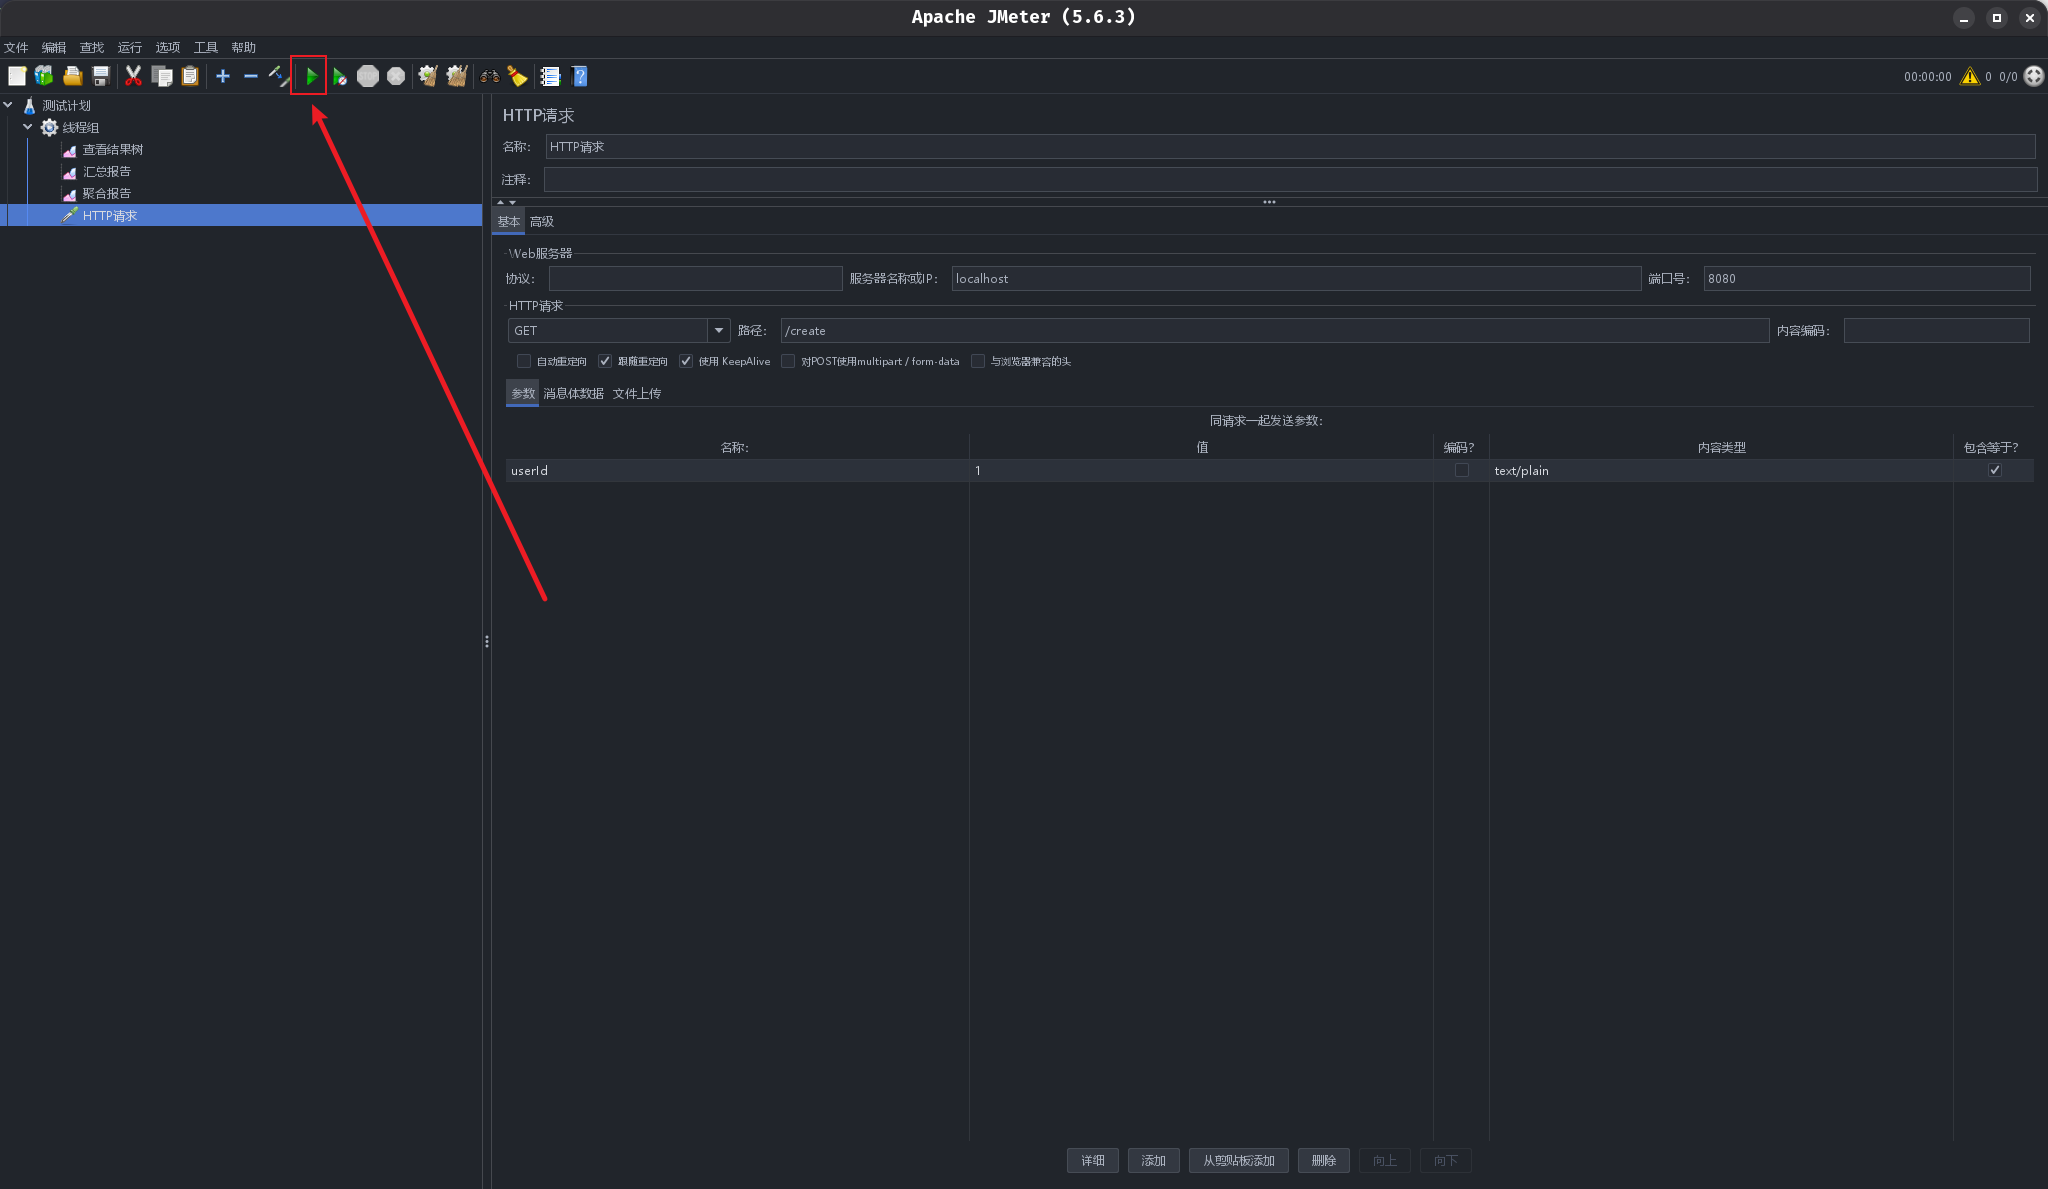 Apache JMeter (5.6.3)
文件 编辑 查找 运行 选项 工具 帮助
00:00:00 0 0/0
测试计划
线程组
查看结果树
汇总报告
聚合报告
HTTP请求
HTTP请求
名称: HTTP请求
注释:
基本 高级
Web服务器
协议: 服务器名称或IP: localhost 端口号: 8080
HTTP请求
GET 路径: /create 内容编码:
自动重定向 跟随重定向 使用 KeepAlive 对POST使用multipart / form-data 与浏览器兼容的头
参数 消息体数据 文件上传
同请求一起发送参数:
名称: 值 编码? 内容类型 包含等于?
userId 1 text/plain
详细 添加 从剪贴板添加 删除 向上 向下